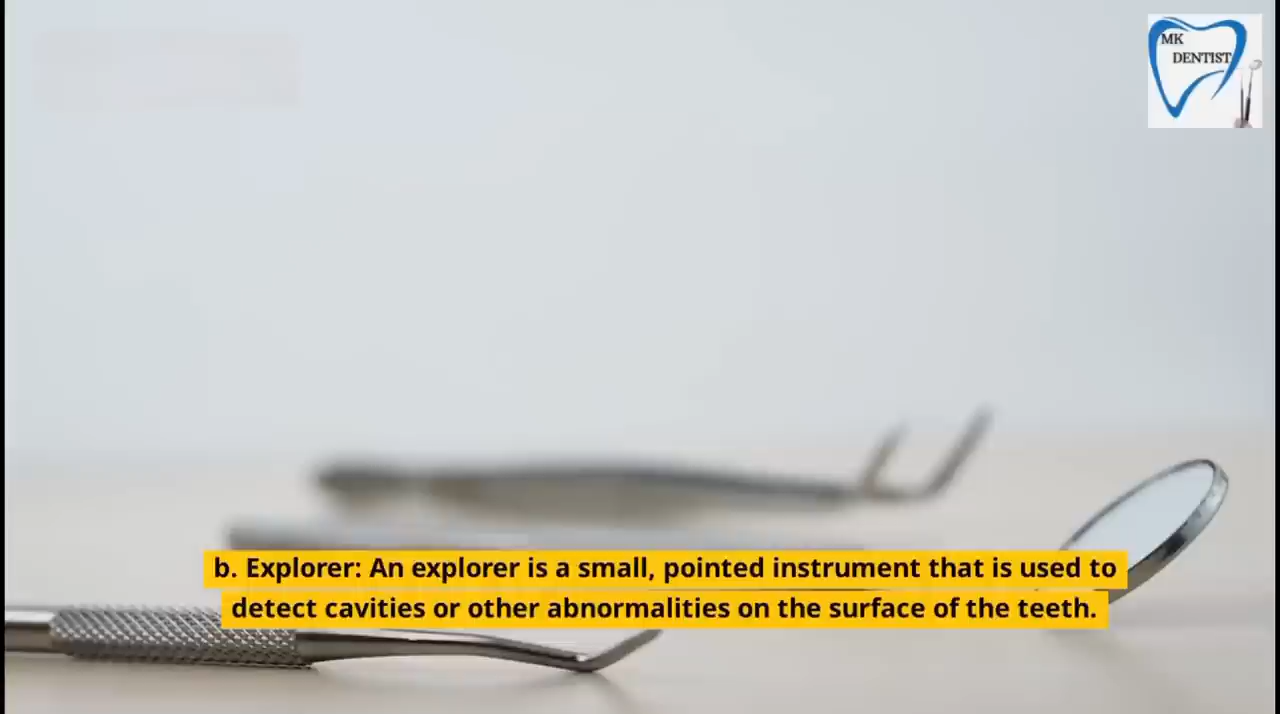 MK
DENTIST
b. Explorer: An explorer is a small, pointed instrument that is used to
detect cavities or other abnormalities on the surface of the teeth.